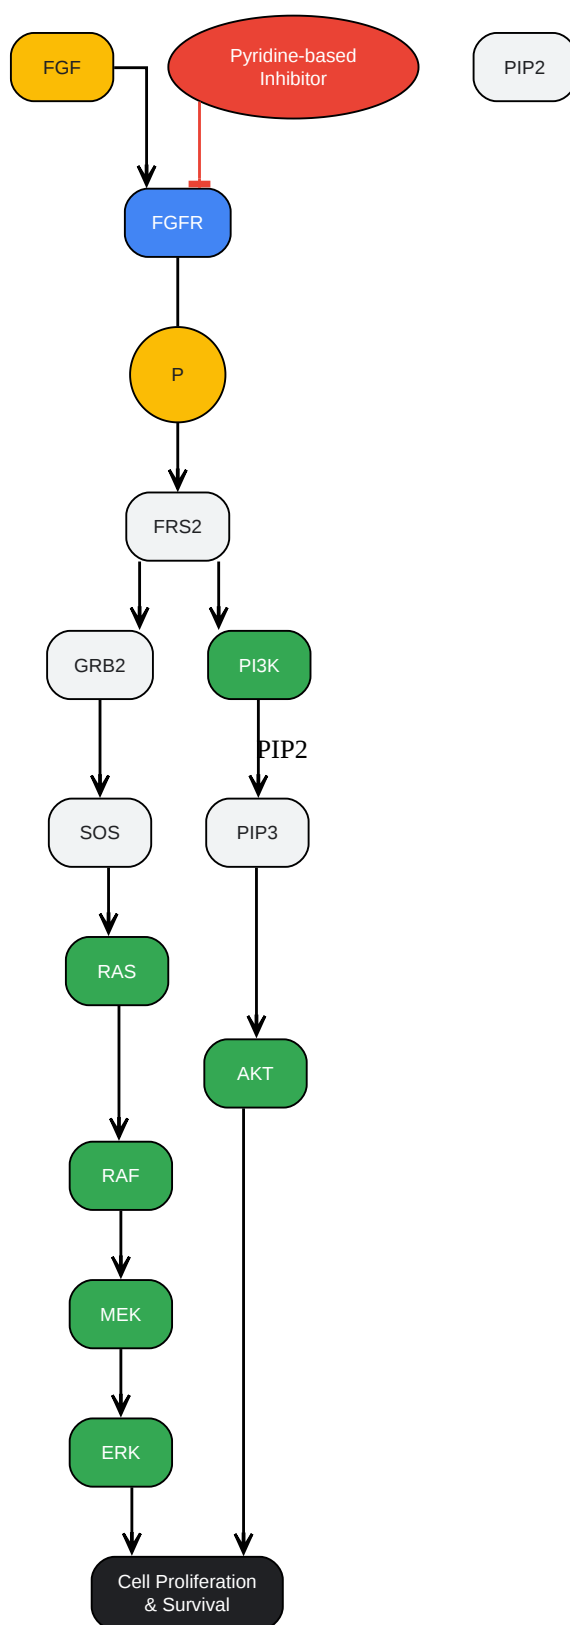 FGF
Pyridine-based
Inhibitor
PIP2
FGFR
P
FRS2
GRB2
PI3K
PIP2
SOS
PIP3
RAS
AKT
RAF
MEK
ERK
Cell Proliferation
& Survival